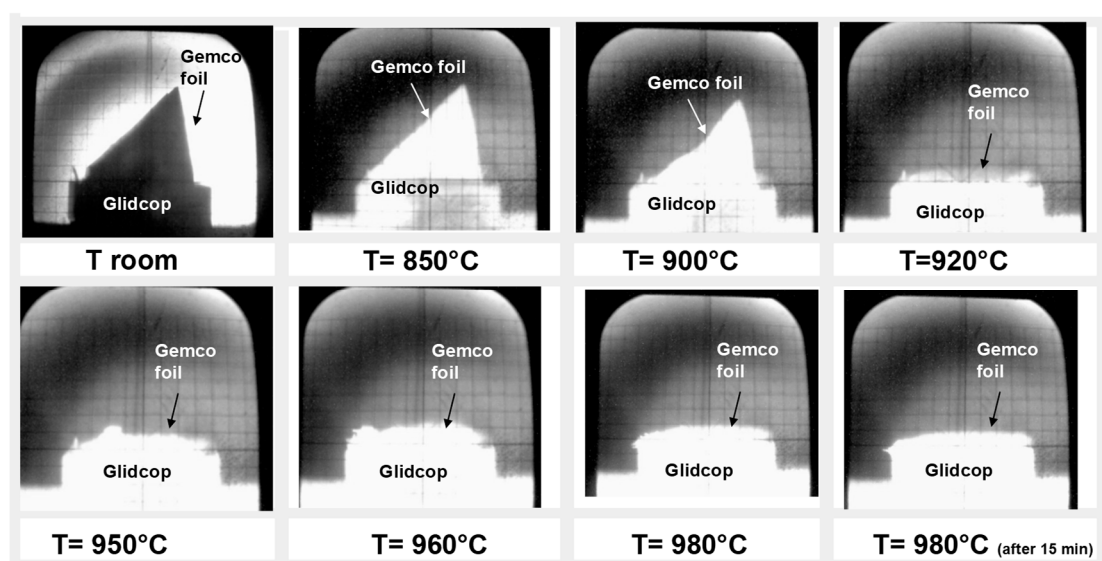 Gemco
foil
Glidcop
Gemco foil
Glidcop
Gemco foil
Glidcop
Gemco
foil
Glidcop
T room
T= 850°C
T= 900°C
T=920°C
Gemco
foil
Glidcop
Gemco
foil
Glidcop
Gemco
foil
Glidcop
Gemco
foil
Glidcop
T= 950°C
T= 960°C
T= 980°C
T= 980°C (after 15 min)